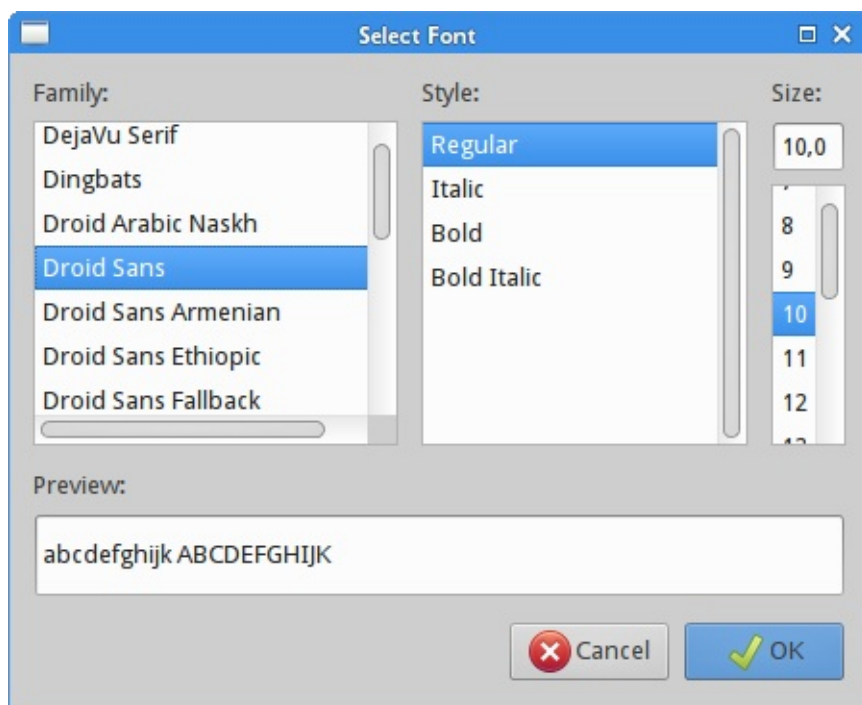 Select Font
Family:
Style:
Size:
DejaVu Serif
Dingbats
Droid Arabic Naskh
Droid Sans
Droid Sans Armenian
Droid Sans Ethiopic
Droid Sans Fallback
Regular
Italic
Bold
Bold Italic
10,0
8
9
10
11
12
Preview:
abcdefghijk ABCDEFGHIJK
Cancel
OK